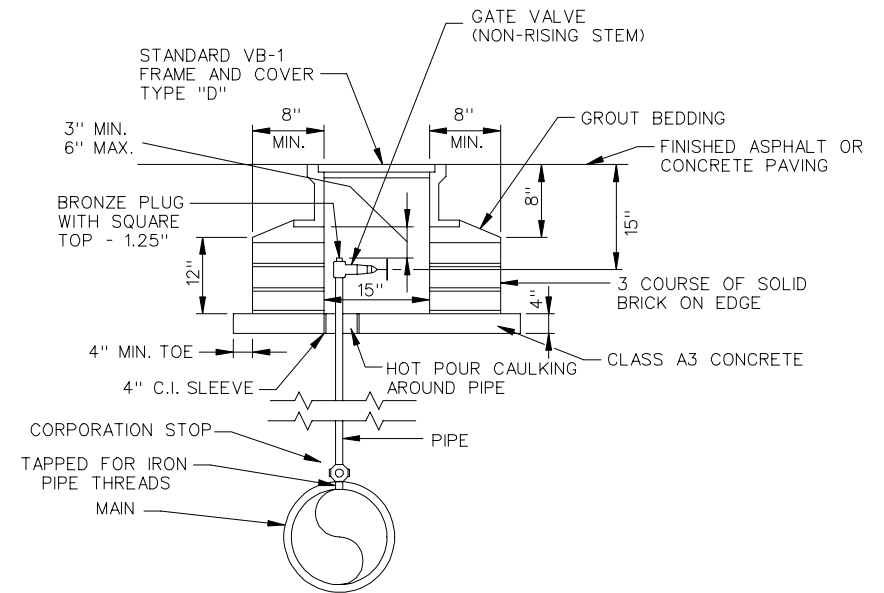 GATE VALVE
(NON-RISING STEM)
STANDARD VB-1
FRAME AND COVER
TYPE "D"
8"
MIN.
8"
MIN.
GROUT BEDDING
3" MIN.
6" MAX.
FINISHED ASPHALT OR
CONCRETE PAVING
BRONZE PLUG
WITH SQUARE
TOP - 1.25"
8"
15"
12"
15"
3 COURSE OF SOLID
BRICK ON EDGE
4"
4" MIN. TOE
HOT POUR CAULKING
AROUND PIPE
CLASS A3 CONCRETE
4" C.I. SLEEVE
CORPORATION STOP
PIPE
TAPPED FOR IRON
PIPE THREADS
MAIN